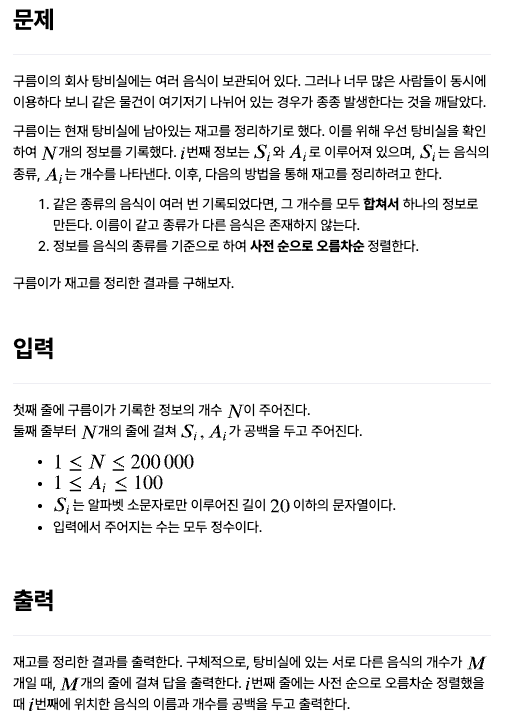 문제
구름이의 회사 탕비실에는 여러 음식이 보관되어 있다. 그러나 너무 많은 사람들이 동시에
이용하다 보니 같은 물건이 여기저기 나뉘어 있는 경우가 종종 발생한다는 것을 깨달았다.
구름이는 현재 탕비실에 남아있는 재고를 정리하기로 했다. 이를 위해 우선 탕비실을 확인
하여 N개의 정보를 기록했다. i번째 정보는 Sᵢ와 Aᵢ로 이루어져 있으며, Sᵢ는 음식의
종류, Aᵢ는 개수를 나타낸다. 이후, 다음의 방법을 통해 재고를 정리하려고 한다.
1. 같은 종류의 음식이 여러 번 기록되었다면, 그 개수를 모두 합쳐서 하나의 정보로
만든다. 이름이 같고 종류가 다른 음식은 존재하지 않는다.
2. 정보를 음식의 종류를 기준으로 하여 사전 순으로 오름차순 정렬한다.
구름이가 재고를 정리한 결과를 구해보자.
입력
첫째 줄에 구름이가 기록한 정보의 개수 N이 주어진다.
둘째 줄부터 N개의 줄에 걸쳐 Sᵢ, Aᵢ가 공백을 두고 주어진다.
• 1 ≤ N ≤ 200 000
• 1 ≤ Aᵢ ≤ 100
• Sᵢ는 알파벳 소문자로만 이루어진 길이 20 이하의 문자열이다.
• 입력에서 주어지는 수는 모두 정수이다.
출력
재고를 정리한 결과를 출력한다. 구체적으로, 탕비실에 있는 서로 다른 음식의 개수가 M
개일 때, M개의 줄에 걸쳐 답을 출력한다. i번째 줄에는 사전 순으로 오름차순 정렬했을
때 i번째에 위치한 음식의 이름과 개수를 공백을 두고 출력한다.